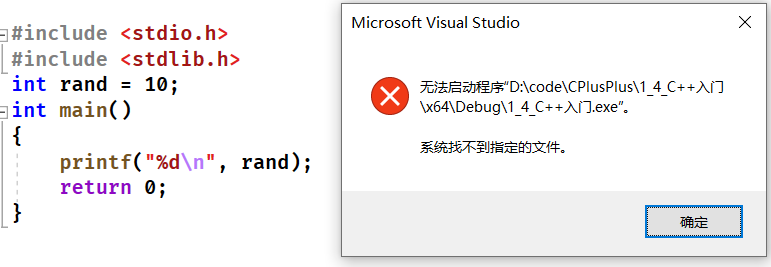 #include <stdio.h>
#include <stdlib.h>
int rand = 10;
int main()
{
    printf("%d\n", rand);
    return 0;
}
Microsoft Visual Studio
无法启动程序“D:\code\CPlusPlus\1_4_C++入门
\x64\Debug\1_4_C++入门.exe”。
系统找不到指定的文件。
确定